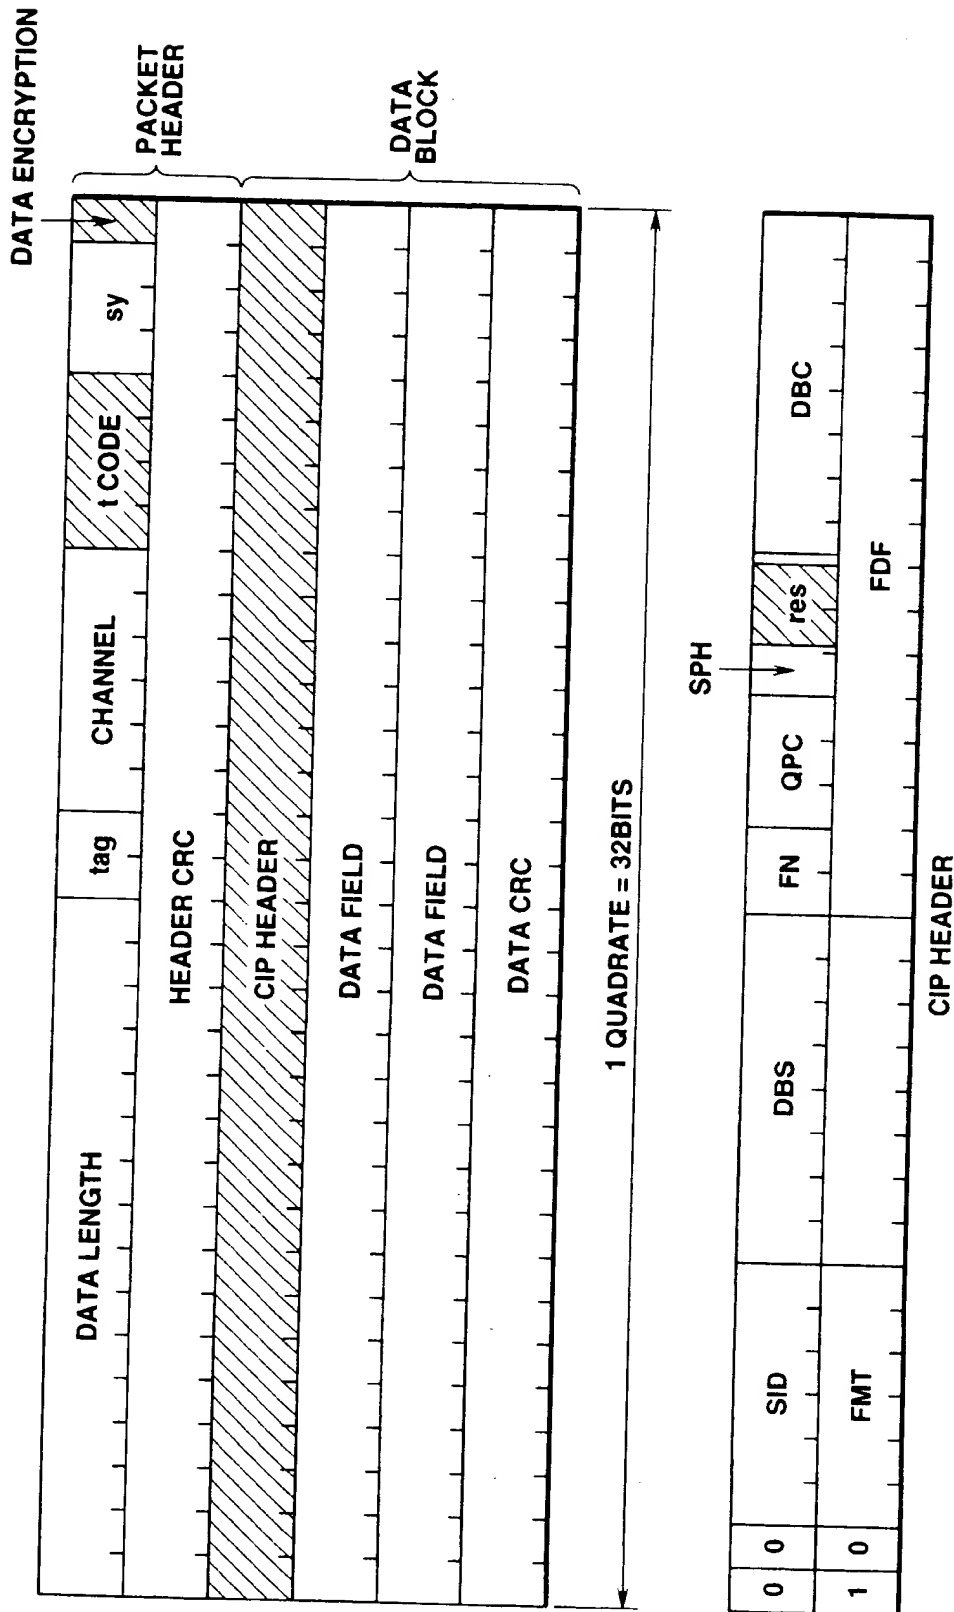 DATA ENCRYPTION
DATA LENGTH
tag
CHANNEL
t CODE
sy
PACKET
HEADER
HEADER CRC
CIP HEADER
DATA FIELD
DATA FIELD
DATA CRC
DATA
BLOCK
1 QUADRATE = 32BITS
SPH
0 0
SID
DBS
FN
QPC
res
DBC
1 0
FMT
FDF
CIP HEADER